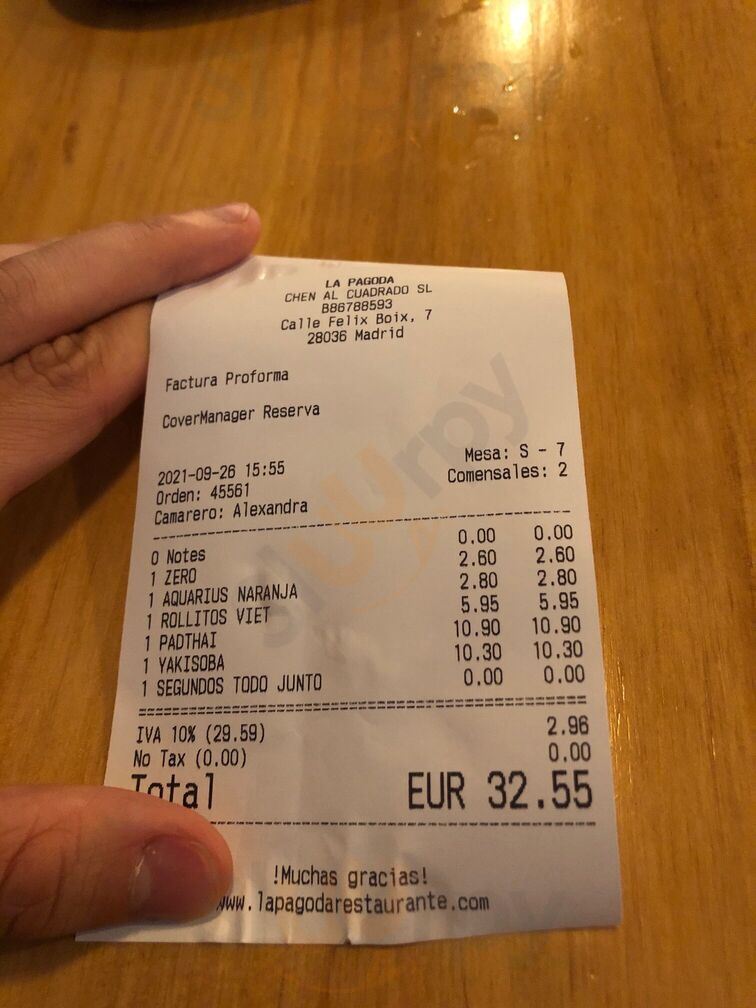 LA PAGODA
CHEN AL CUADRADO SL
B86788593
Calle Felix Boix, 7
28036 Madrid
Factura Proforma
CoverManager Reserva
Mesa: S - 7
2021-09-26 15:55
Comensales: 2
Orden: 45561
Camarero: Alexandra
0 Notes 0.00 0.00
1 ZERO 2.60 2.60
1 AQUARIUS NARANJA 2.80 2.80
1 ROLLITOS VIET 5.95 5.95
1 PADTHAI 10.90 10.90
1 YAKISOBA 10.30 10.30
1 SEGUNDOS TODO JUNTO 0.00 0.00
IVA 10% (29.59) 2.96
No Tax (0.00) 0.00
Total EUR 32.55
!Muchas gracias!
www.lapagodarestaurante.com
sluurpy